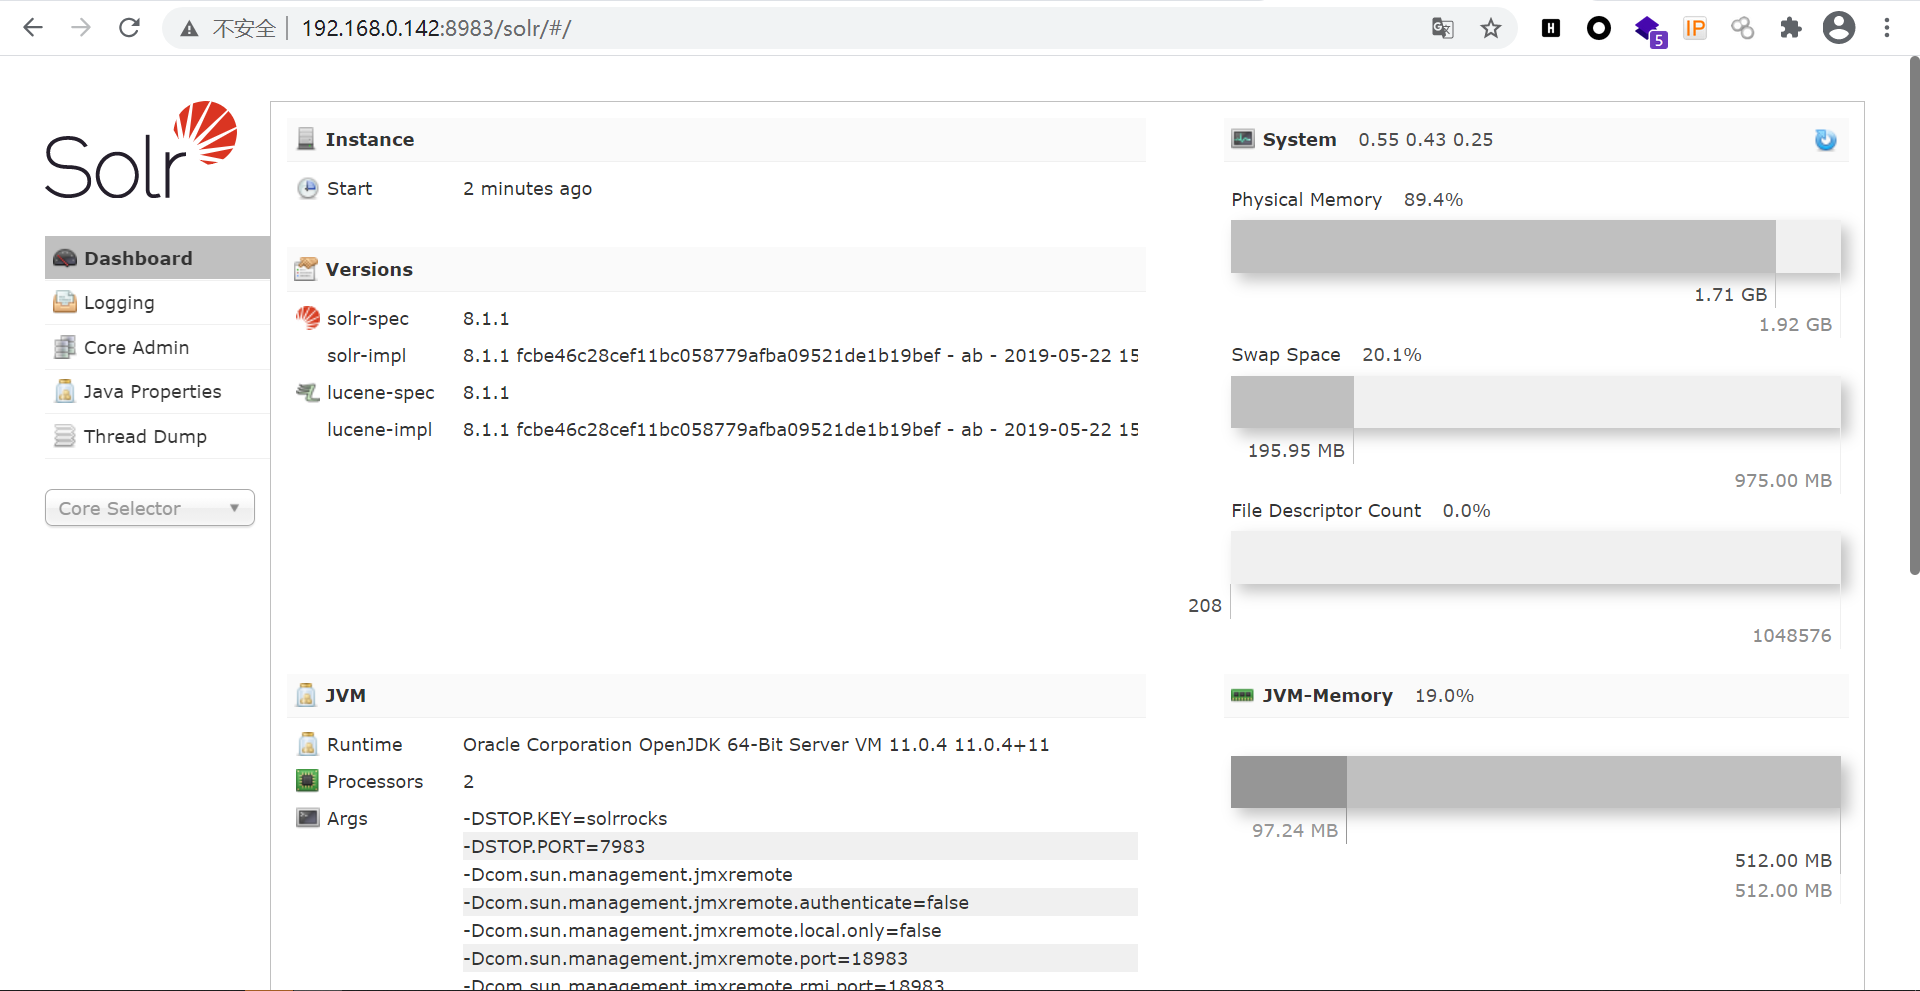 不安全 192.168.0.142:8983/solr/#/
H
5
IP
Solr
Dashboard
Logging
Core Admin
Java Properties
Thread Dump
Core Selector
Instance
Start 2 minutes ago
Versions
solr-spec 8.1.1
solr-impl 8.1.1 fcbe46c28cef11bc058779afba09521de1b19bef - ab - 2019-05-22 15
lucene-spec 8.1.1
lucene-impl 8.1.1 fcbe46c28cef11bc058779afba09521de1b19bef - ab - 2019-05-22 15
System 0.55 0.43 0.25
Physical Memory 89.4%
1.71 GB
1.92 GB
Swap Space 20.1%
195.95 MB
975.00 MB
File Descriptor Count 0.0%
208
1048576
JVM
Runtime Oracle Corporation OpenJDK 64-Bit Server VM 11.0.4 11.0.4+11
Processors 2
Args -DSTOP.KEY=solrrocks
-DSTOP.PORT=7983
-Dcom.sun.management.jmxremote
-Dcom.sun.management.jmxremote.authenticate=false
-Dcom.sun.management.jmxremote.local.only=false
-Dcom.sun.management.jmxremote.port=18983
-Dcom.sun.management.jmxremote.rmi.port=18983
JVM-Memory 19.0%
97.24 MB
512.00 MB
512.00 MB